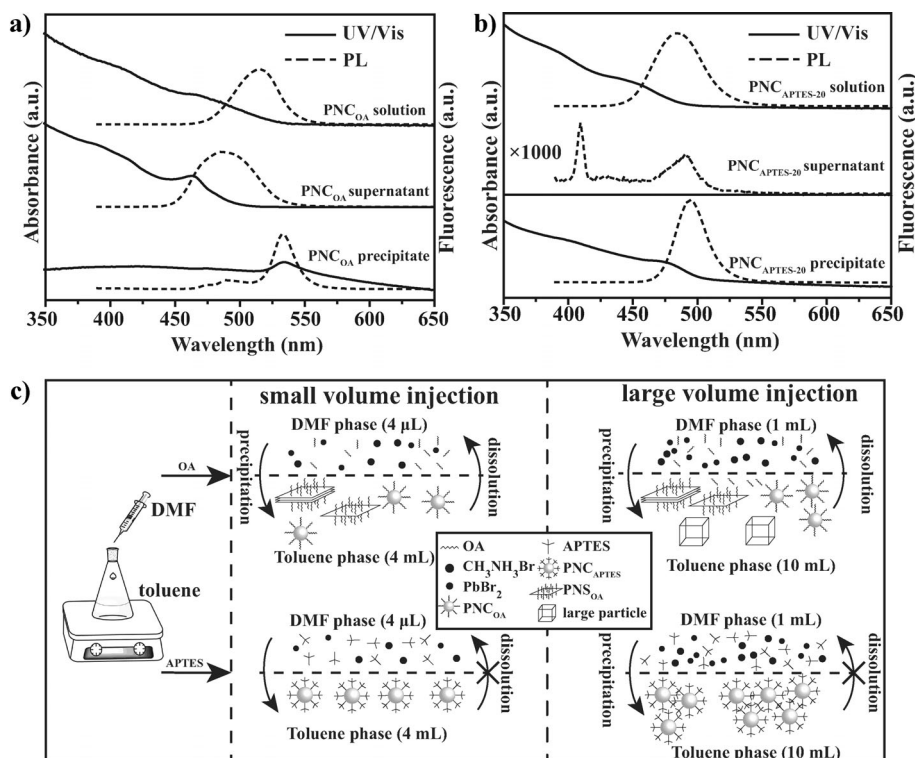 a)
UV/Vis
PL
PNC_OA solution
PNC_OA supernatant
PNC_OA precipitate
Absorbance (a.u.)
Fluorescence (a.u.)
350 400 450 500 550 600 650
Wavelength (nm)
b)
UV/Vis
PL
PNC_APTES-20 solution
×1000
PNC_APTES-20 supernatant
PNC_APTES-20 precipitate
Absorbance (a.u.)
Fluorescence (a.u.)
350 400 450 500 550 600 650
Wavelength (nm)
c)
small volume injection
large volume injection
DMF phase (4 µL)
precipitation
dissolution
Toluene phase (4 mL)
DMF phase (1 mL)
precipitation
dissolution
Toluene phase (10 mL)
OA
DMF
toluene
APTES
OA
CH₃NH₃Br
PbBr₂
PNC_OA
APTES
PNC_APTES
PNS_OA
large particle
DMF phase (4 µL)
precipitation
dissolution
Toluene phase (4 mL)
DMF phase (1 mL)
precipitation
dissolution
Toluene phase (10 mL)